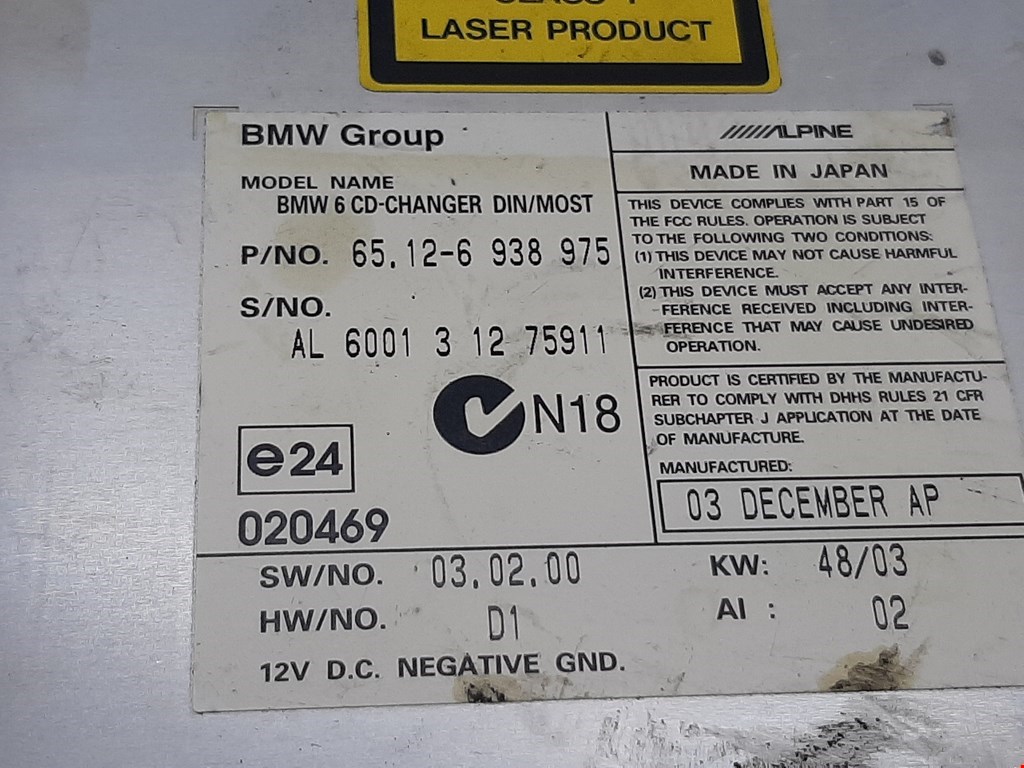 CLASS 1
LASER PRODUCT
BMW Group
MODEL NAME
BMW 6 CD-CHANGER DIN/MOST
P/NO. 65.12-6 938 975
S/NO.
AL 6001 3 12 75911
N18
e24
020469
ALPINE
MADE IN JAPAN
THIS DEVICE COMPLIES WITH PART 15 OF
THE FCC RULES. OPERATION IS SUBJECT
TO THE FOLLOWING TWO CONDITIONS:
(1) THIS DEVICE MAY NOT CAUSE HARMFUL
INTERFERENCE.
(2) THIS DEVICE MUST ACCEPT ANY INTER-
FERENCE RECEIVED INCLUDING INTER-
FERENCE THAT MAY CAUSE UNDESIRED
OPERATION.
PRODUCT IS CERTIFIED BY THE MANUFACTU-
RER TO COMPLY WITH DHHS RULES 21 CFR
SUBCHAPTER J APPLICATION AT THE DATE
OF MANUFACTURE.
MANUFACTURED:
03 DECEMBER AP
SW/NO. 03.02.00 KW: 48/03
HW/NO. D1 AI : 02
12V D.C. NEGATIVE GND.